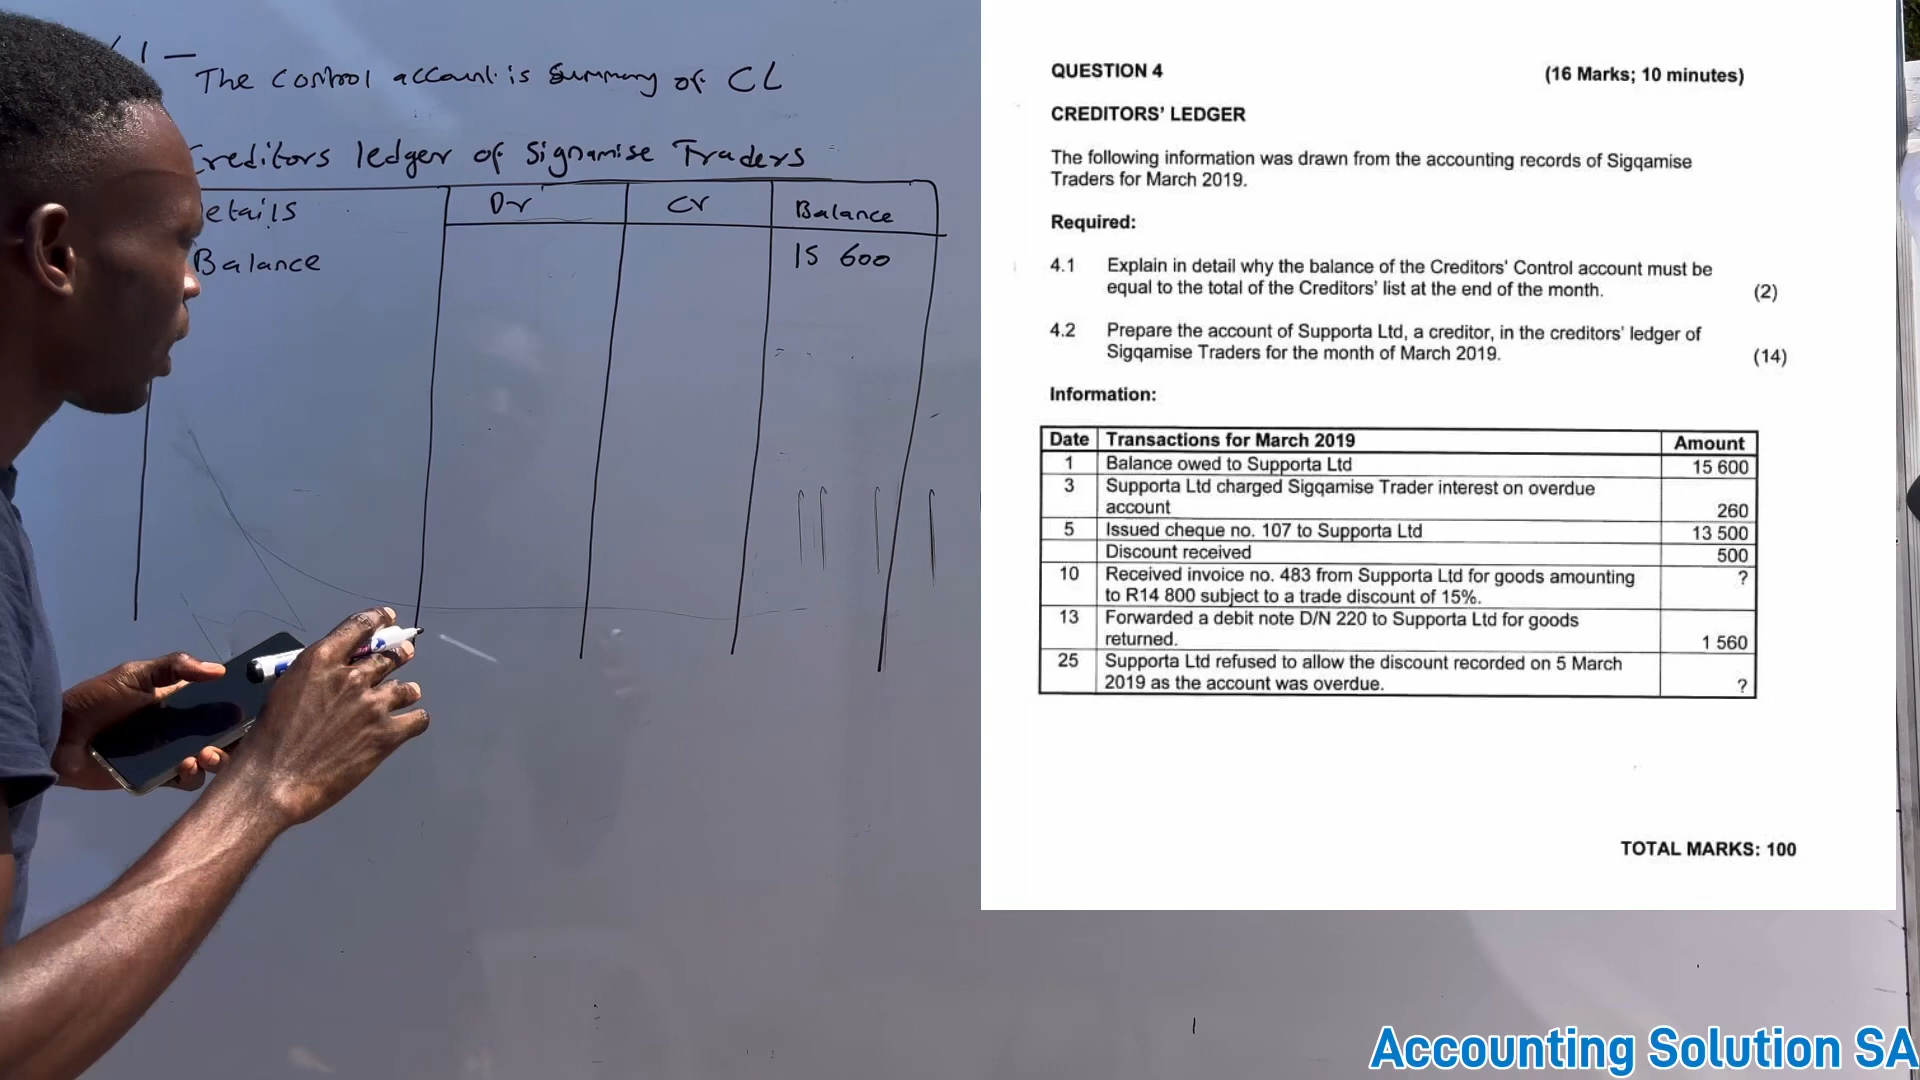 1 –
The control account is summary of CL
Creditors ledger of Signamise Traders
etails Dr Cr Balance
Balance 15 600
QUESTION 4 (16 Marks; 10 minutes)
CREDITORS' LEDGER
The following information was drawn from the accounting records of Sigqamise
Traders for March 2019.
Required:
4.1 Explain in detail why the balance of the Creditors' Control account must be
equal to the total of the Creditors' list at the end of the month. (2)
4.2 Prepare the account of Supporta Ltd, a creditor, in the creditors' ledger of
Sigqamise Traders for the month of March 2019. (14)
Information:
Date Transactions for March 2019 Amount
1 Balance owed to Supporta Ltd 15 600
3 Supporta Ltd charged Sigqamise Trader interest on overdue
account 260
5 Issued cheque no. 107 to Supporta Ltd 13 500
Discount received 500
10 Received invoice no. 483 from Supporta Ltd for goods amounting ?
to R14 800 subject to a trade discount of 15%.
13 Forwarded a debit note D/N 220 to Supporta Ltd for goods
returned. 1 560
25 Supporta Ltd refused to allow the discount recorded on 5 March
2019 as the account was overdue. ?
TOTAL MARKS: 100
Accounting Solution SA